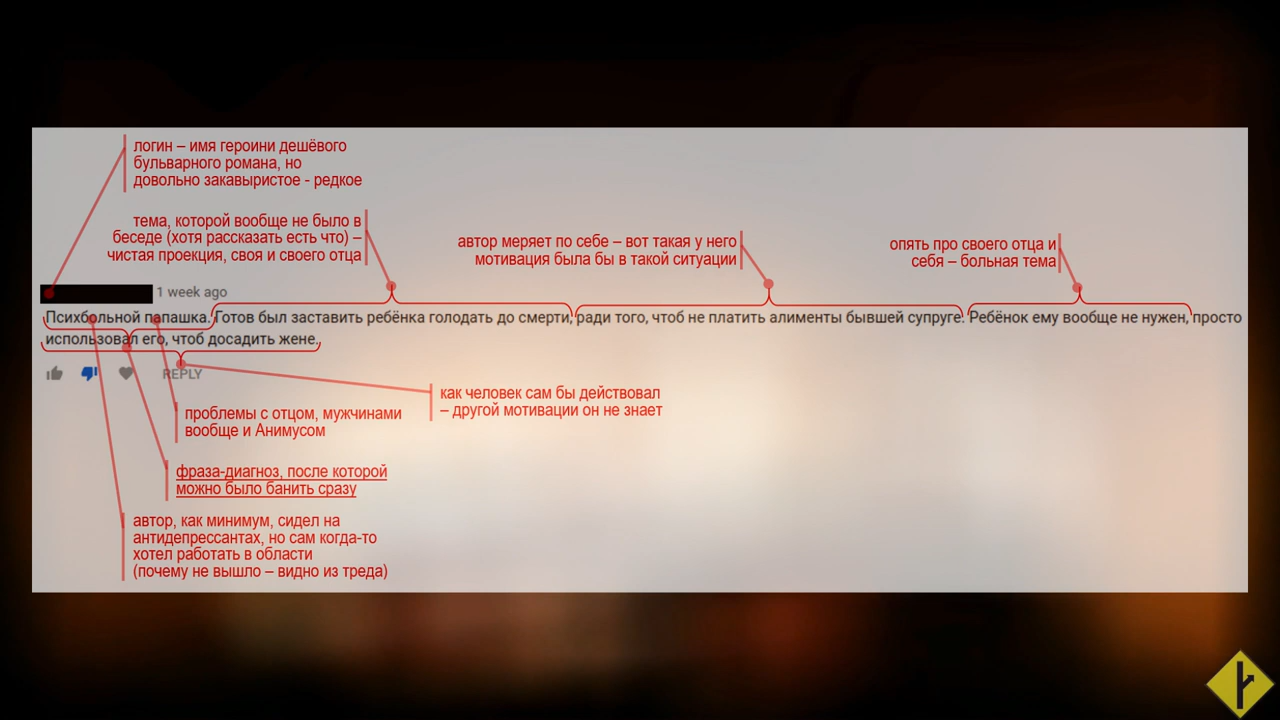 логин – имя героини дешёвого
бульварного романа, но
довольно закавыристое - редкое
тема, которой вообще не было в
беседе (хотя рассказать есть что) –
чистая проекция, своя и своего отца
автор меряет по себе – вот такая у него
мотивация была бы в такой ситуации
опять про своего отца и
себя – больная тема
1 week ago
Психбольной папашка. Готов был заставить ребёнка голодать до смерти, ради того, чтоб не платить алименты бывшей супруге. Ребёнок ему вообще не нужен, просто
использовал его, чтоб досадить жене.
REPLY
как человек сам бы действовал
– другой мотивации он не знает
проблемы с отцом, мужчинами
вообще и Анимусом
фраза-диагноз, после которой
можно было банить сразу
автор, как минимум, сидел на
антидепрессантах, но сам когда-то
хотел работать в области
(почему не вышло – видно из треда)